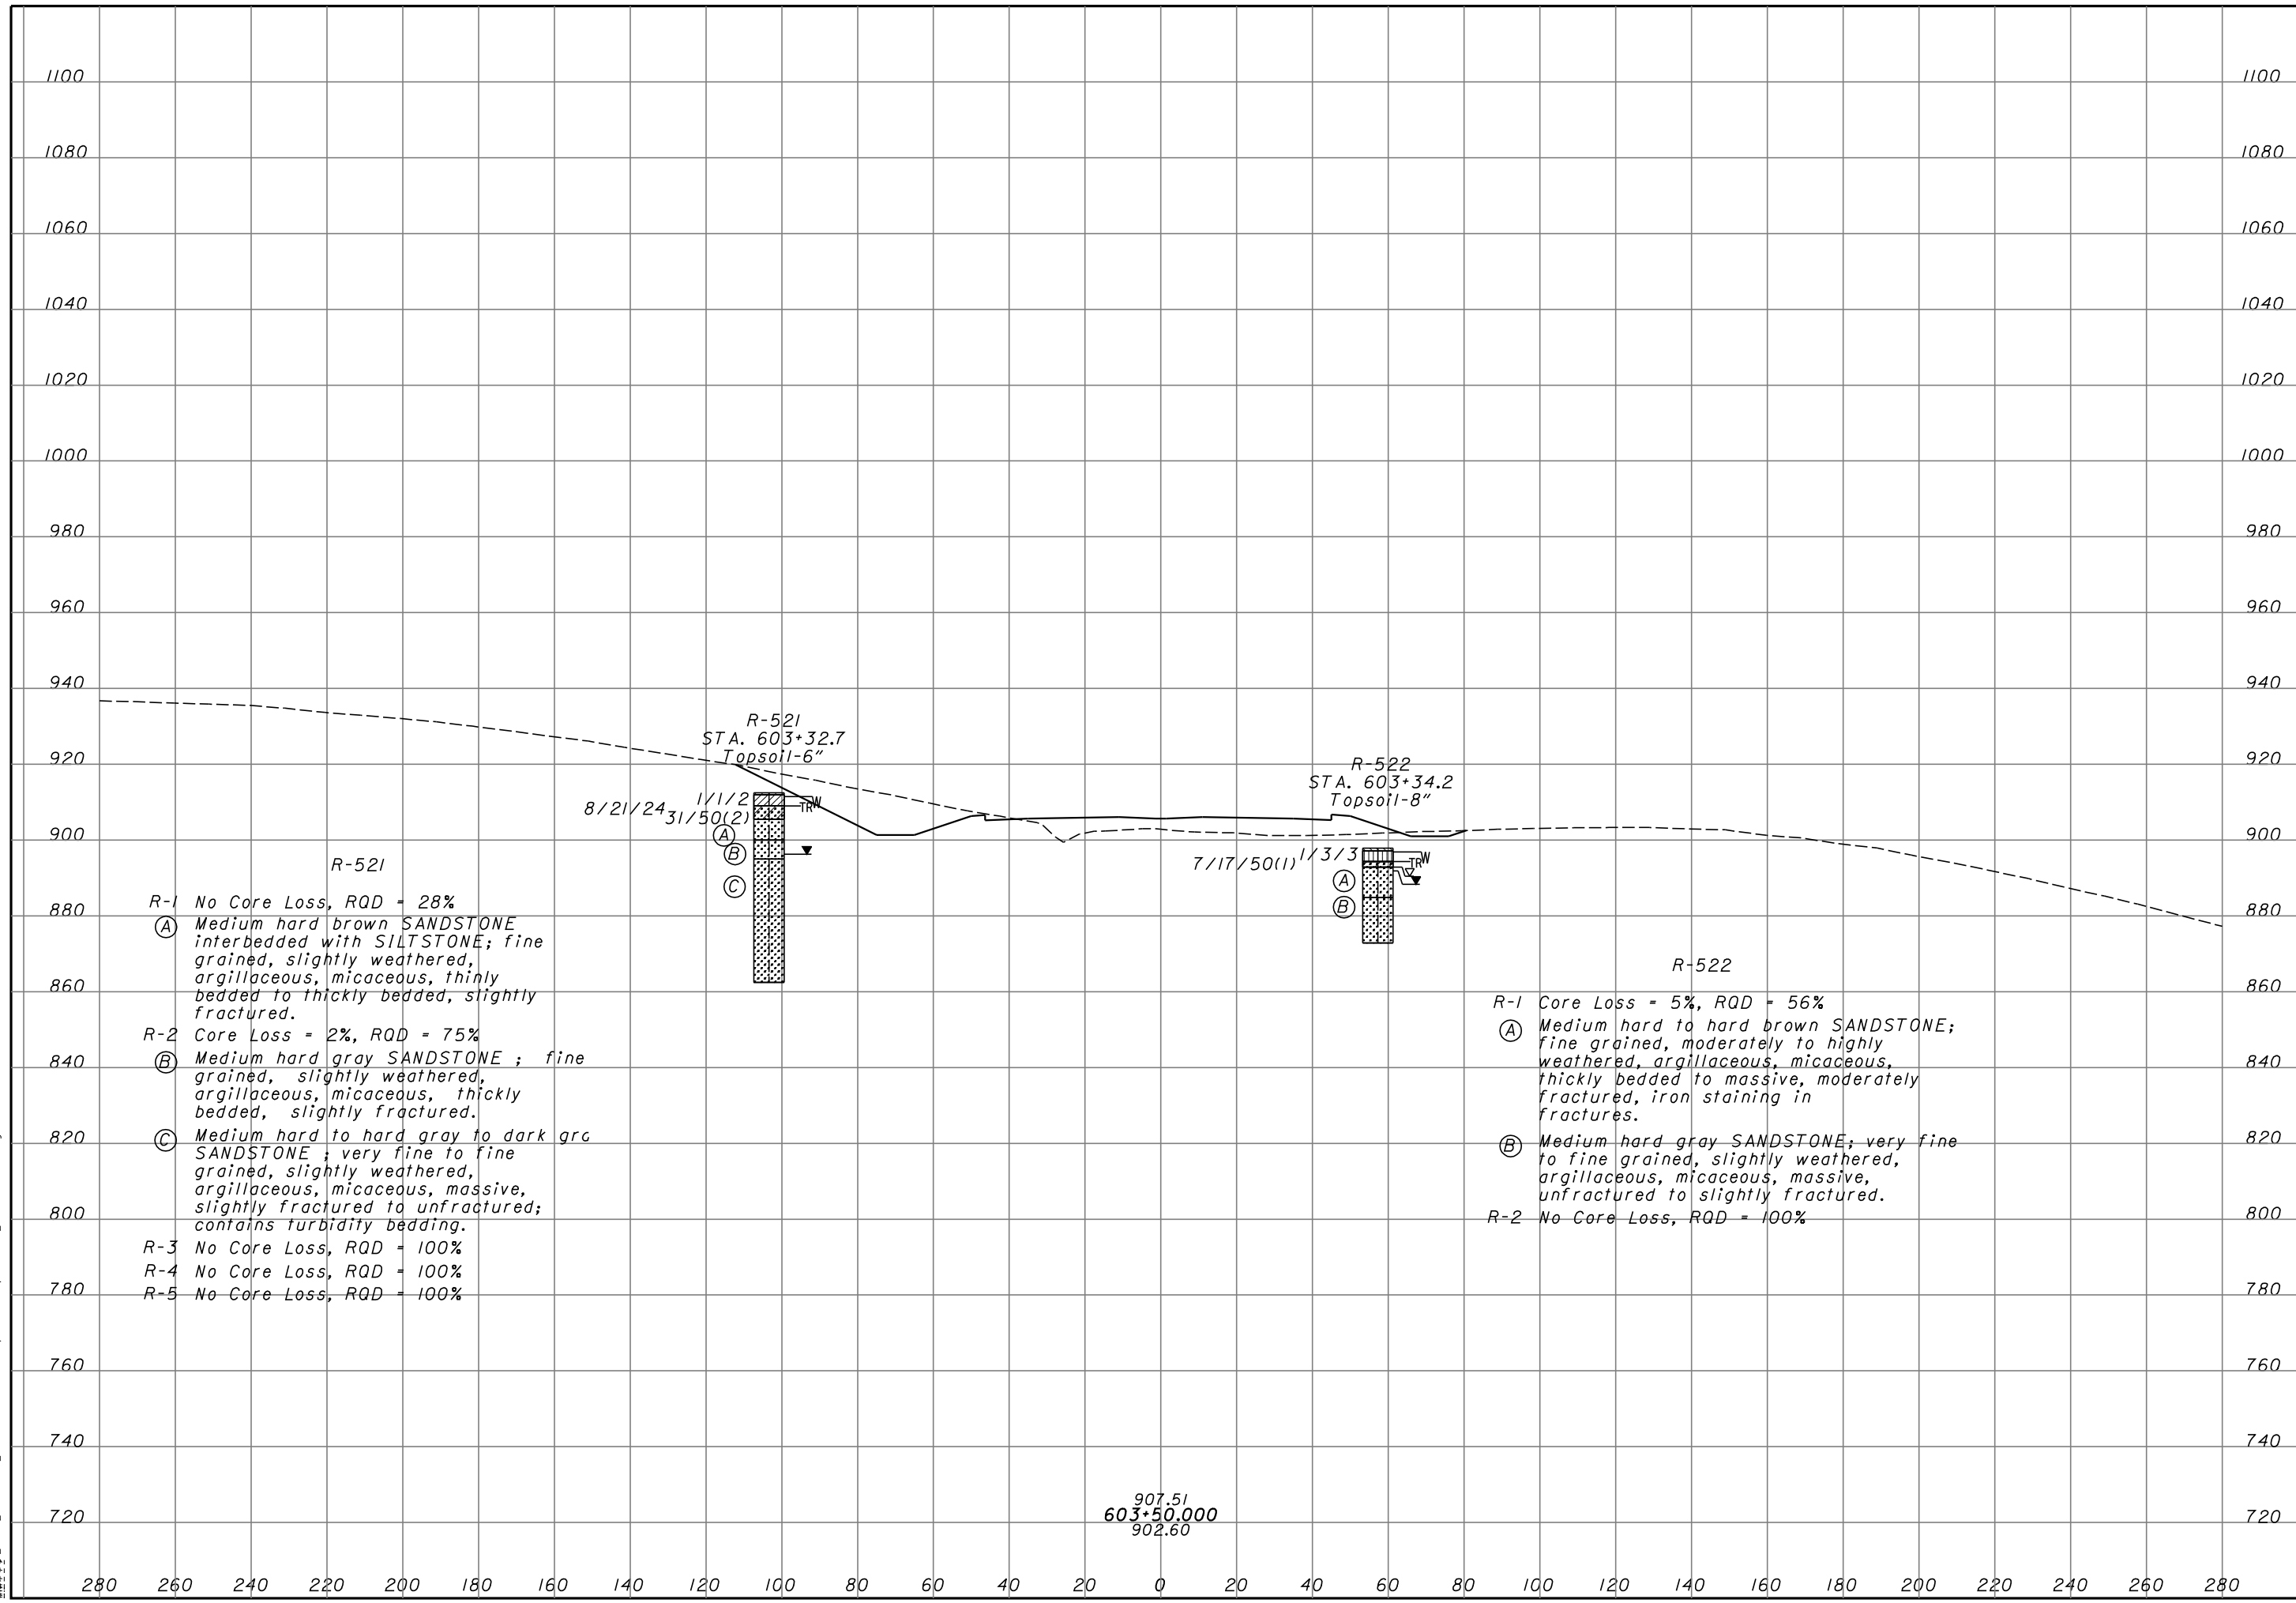 1100 1100
1080 1080
1060 1060
1040 1040
1020 1020
1000 1000
980 980
960 960
940 940
R-521
STA. 603+32.7
Topsoil-6"
920 920
R-522
STA. 603+34.2
Topsoil-8"
1/1/2 W
8/21/24 TR
31/50(2)
A
900 900
B
C
1/3/3 W
7/17/50(1) TR
A
B
R-521
R-1 No Core Loss, RQD = 28%
880 880
A Medium hard brown SANDSTONE
interbedded with SILTSTONE; fine
grained, slightly weathered,
argillaceous, micaceous, thinly
bedded to thickly bedded, slightly
fractured.
860 860
R-2 Core Loss = 2%, RQD = 75%
B Medium hard gray SANDSTONE ; fine
grained, slightly weathered,
argillaceous, micaceous, thickly
bedded, slightly fractured.
840 840
C Medium hard to hard gray to dark gra
SANDSTONE ; very fine to fine
grained, slightly weathered,
argillaceous, micaceous, massive,
slightly fractured to unfractured;
contains turbidity bedding.
820 820
R-3 No Core Loss, RQD = 100%
R-4 No Core Loss, RQD = 100%
R-5 No Core Loss, RQD = 100%
R-522
R-1 Core Loss = 5%, RQD = 56%
A Medium hard to hard brown SANDSTONE;
fine grained, moderately to highly
weathered, argillaceous, micaceous,
thickly bedded to massive, moderately
fractured, iron staining in
fractures.
B Medium hard gray SANDSTONE; very fine
to fine grained, slightly weathered,
argillaceous, micaceous, massive,
unfractured to slightly fractured.
R-2 No Core Loss, RQD = 100%
800 800
780 780
760 760
740 740
720 720
907.51
603+50.000
902.60
280 260 240 220 200 180 160 140 120 100 80 60 40 20 0 20 40 60 80 100 120 140 160 180 200 220 240 260 280